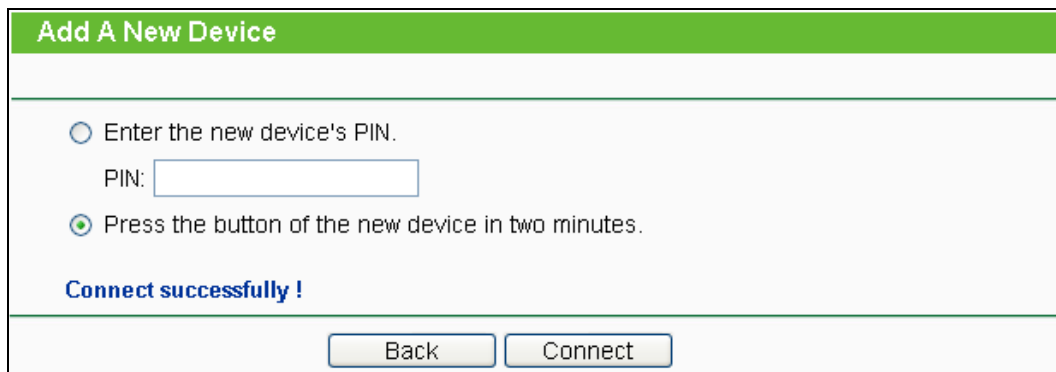 Add A New Device
Enter the new device's PIN.
PIN:
Press the button of the new device in two minutes.
Connect successfully !
Back Connect